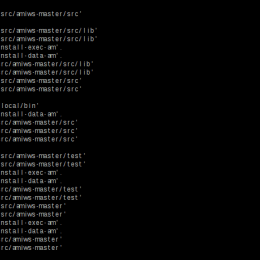 src/amiws-master/src'
src/amiws-master/src/lib'
src/amiws-master/src/lib'
nstall-exec-am'.
nstall-data-am'.
rc/amiws-master/src/lib'
rc/amiws-master/src/lib'
src/amiws-master/src'
src/amiws-master/src'
local/bin'
nstall-data-am'.
rc/amiws-master/src'
rc/amiws-master/src'
rc/amiws-master/src'
src/amiws-master/test'
src/amiws-master/test'
nstall-exec-am'.
nstall-data-am'.
rc/amiws-master/test'
rc/amiws-master/test'
src/amiws-master'
src/amiws-master'
nstall-exec-am'.
nstall-data-am'.
rc/amiws-master'
rc/amiws-master'